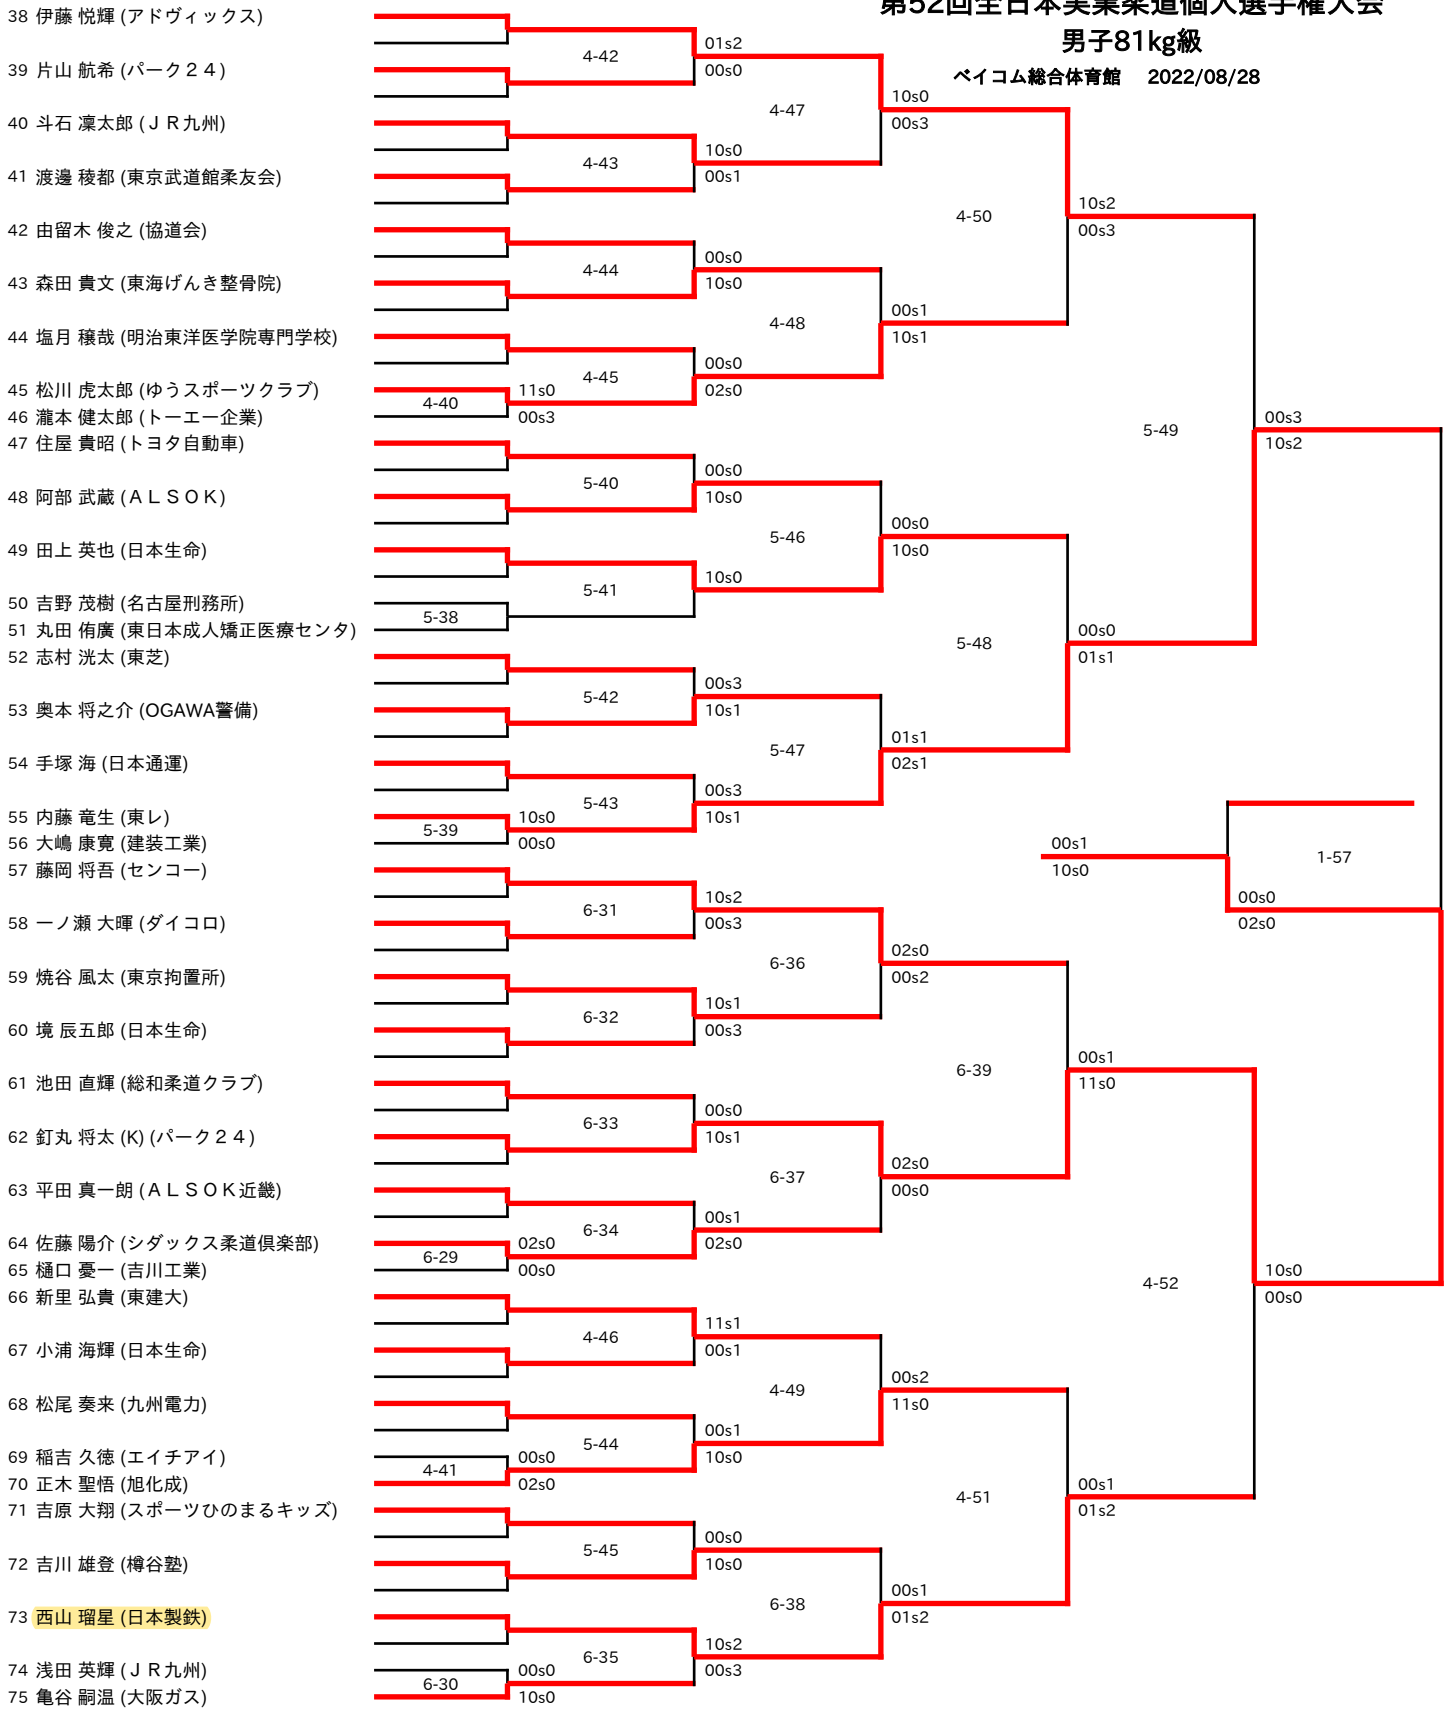 第52回全日本実業柔道個人選手権大会
男子81kg級
ベイコム総合体育館 2022/08/28
38 伊藤 悦輝 (アドヴィックス)
39 片山 航希 (パーク２４)
40 斗石 凜太郎 (ＪＲ九州)
41 渡邊 稜都 (東京武道館柔友会)
42 由留木 俊之 (協道会)
43 森田 貴文 (東海げんき整骨院)
44 塩月 穣哉 (明治東洋医学院専門学校)
45 松川 虎太郎 (ゆうスポーツクラブ)
46 瀧本 健太郎 (トーエー企業)
47 住屋 貴昭 (トヨタ自動車)
48 阿部 武蔵 (ＡＬＳＯＫ)
49 田上 英也 (日本生命)
50 吉野 茂樹 (名古屋刑務所)
51 丸田 侑廣 (東日本成人矯正医療センタ)
52 志村 洸太 (東芝)
53 奥本 将之介 (OGAWA警備)
54 手塚 海 (日本通運)
55 内藤 竜生 (東レ)
56 大嶋 康寛 (建装工業)
57 藤岡 将吾 (センコー)
58 一ノ瀬 大暉 (ダイコロ)
59 焼谷 風太 (東京拘置所)
60 境 辰五郎 (日本生命)
61 池田 直輝 (総和柔道クラブ)
62 釘丸 将太 (K) (パーク２４)
63 平田 真一朗 (ＡＬＳＯＫ近畿)
64 佐藤 陽介 (シダックス柔道倶楽部)
65 樋口 憂一 (吉川工業)
66 新里 弘貴 (東建大)
67 小浦 海輝 (日本生命)
68 松尾 奏来 (九州電力)
69 稲吉 久徳 (エイチアイ)
70 正木 聖悟 (旭化成)
71 吉原 大翔 (スポーツひのまるキッズ)
72 吉川 雄登 (樽谷塾)
73 西山 瑠星 (日本製鉄)
74 浅田 英輝 (ＪＲ九州)
75 亀谷 嗣温 (大阪ガス)
4-40
11s0
00s3
5-38
5-39
10s0
00s0
6-29
02s0
00s0
4-41
00s0
02s0
6-30
00s0
10s0
4-42
01s2
00s0
4-43
10s0
00s1
4-44
00s0
10s0
4-45
00s0
02s0
5-40
00s0
10s0
5-41
10s0
5-42
00s3
10s1
5-43
00s3
10s1
6-31
10s2
00s3
6-32
10s1
00s3
6-33
00s0
10s1
6-34
00s1
02s0
4-46
11s1
00s1
5-44
00s1
10s0
5-45
00s0
10s0
6-35
10s2
00s3
4-47
10s0
00s3
4-48
00s1
10s1
5-46
00s0
10s0
5-47
01s1
02s1
6-36
02s0
00s2
6-37
02s0
00s0
4-49
00s2
11s0
6-38
00s1
01s2
4-50
10s2
00s3
5-48
00s0
01s1
6-39
00s1
11s0
4-51
00s1
01s2
5-49
00s3
10s2
4-52
10s0
00s0
00s1
10s0
1-57
00s0
02s0